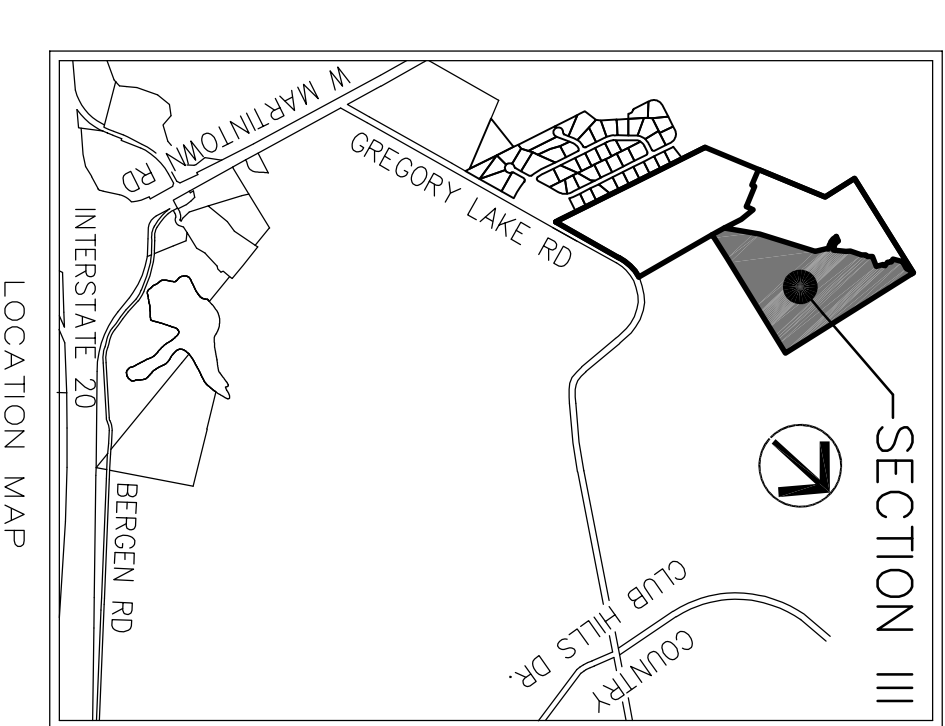 W MARTINTOWN RD
GREGORY LAKE RD
INTERSTATE 20
BERGEN RD
SECTION III
COUNTRY
CLUB HILLS DR.
LOCATION MAP